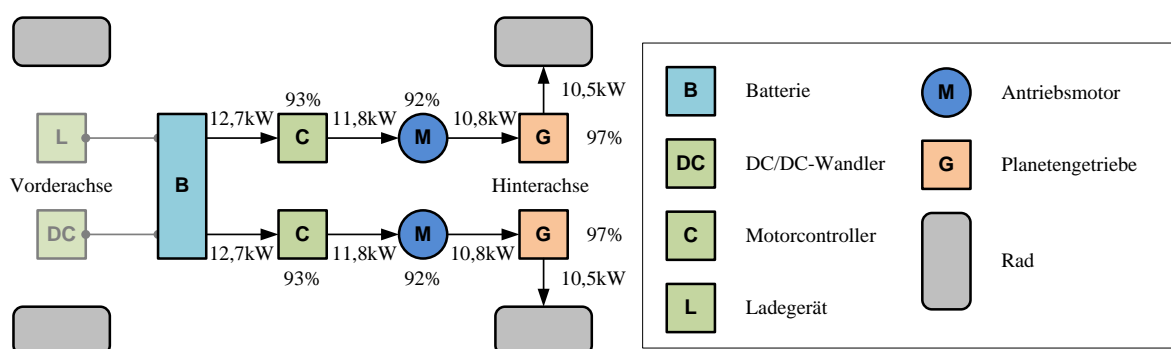 93%
92%
10,5kW
12,7kW
11,8kW
10,8kW
L
C
M
G
97%
Vorderachse
B
Hinterachse
DC
C
M
G
97%
12,7kW
11,8kW
10,8kW
93%
92%
10,5kW
B
Batterie
M
Antriebsmotor
DC
DC/DC-Wandler
G
Planetengetriebe
C
Motorcontroller
Rad
L
Ladegerät